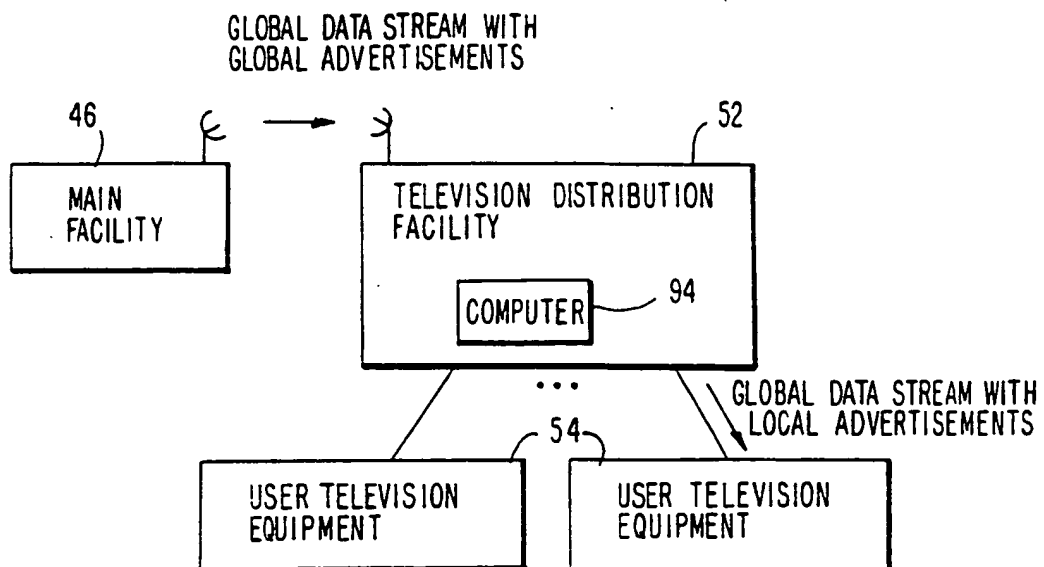 GLOBAL DATA STREAM WITH
GLOBAL ADVERTISEMENTS
46
52
MAIN
FACILITY
TELEVISION DISTRIBUTION
FACILITY
COMPUTER
94
...
GLOBAL DATA STREAM WITH
LOCAL ADVERTISEMENTS
54
USER TELEVISION
EQUIPMENT
USER TELEVISION
EQUIPMENT